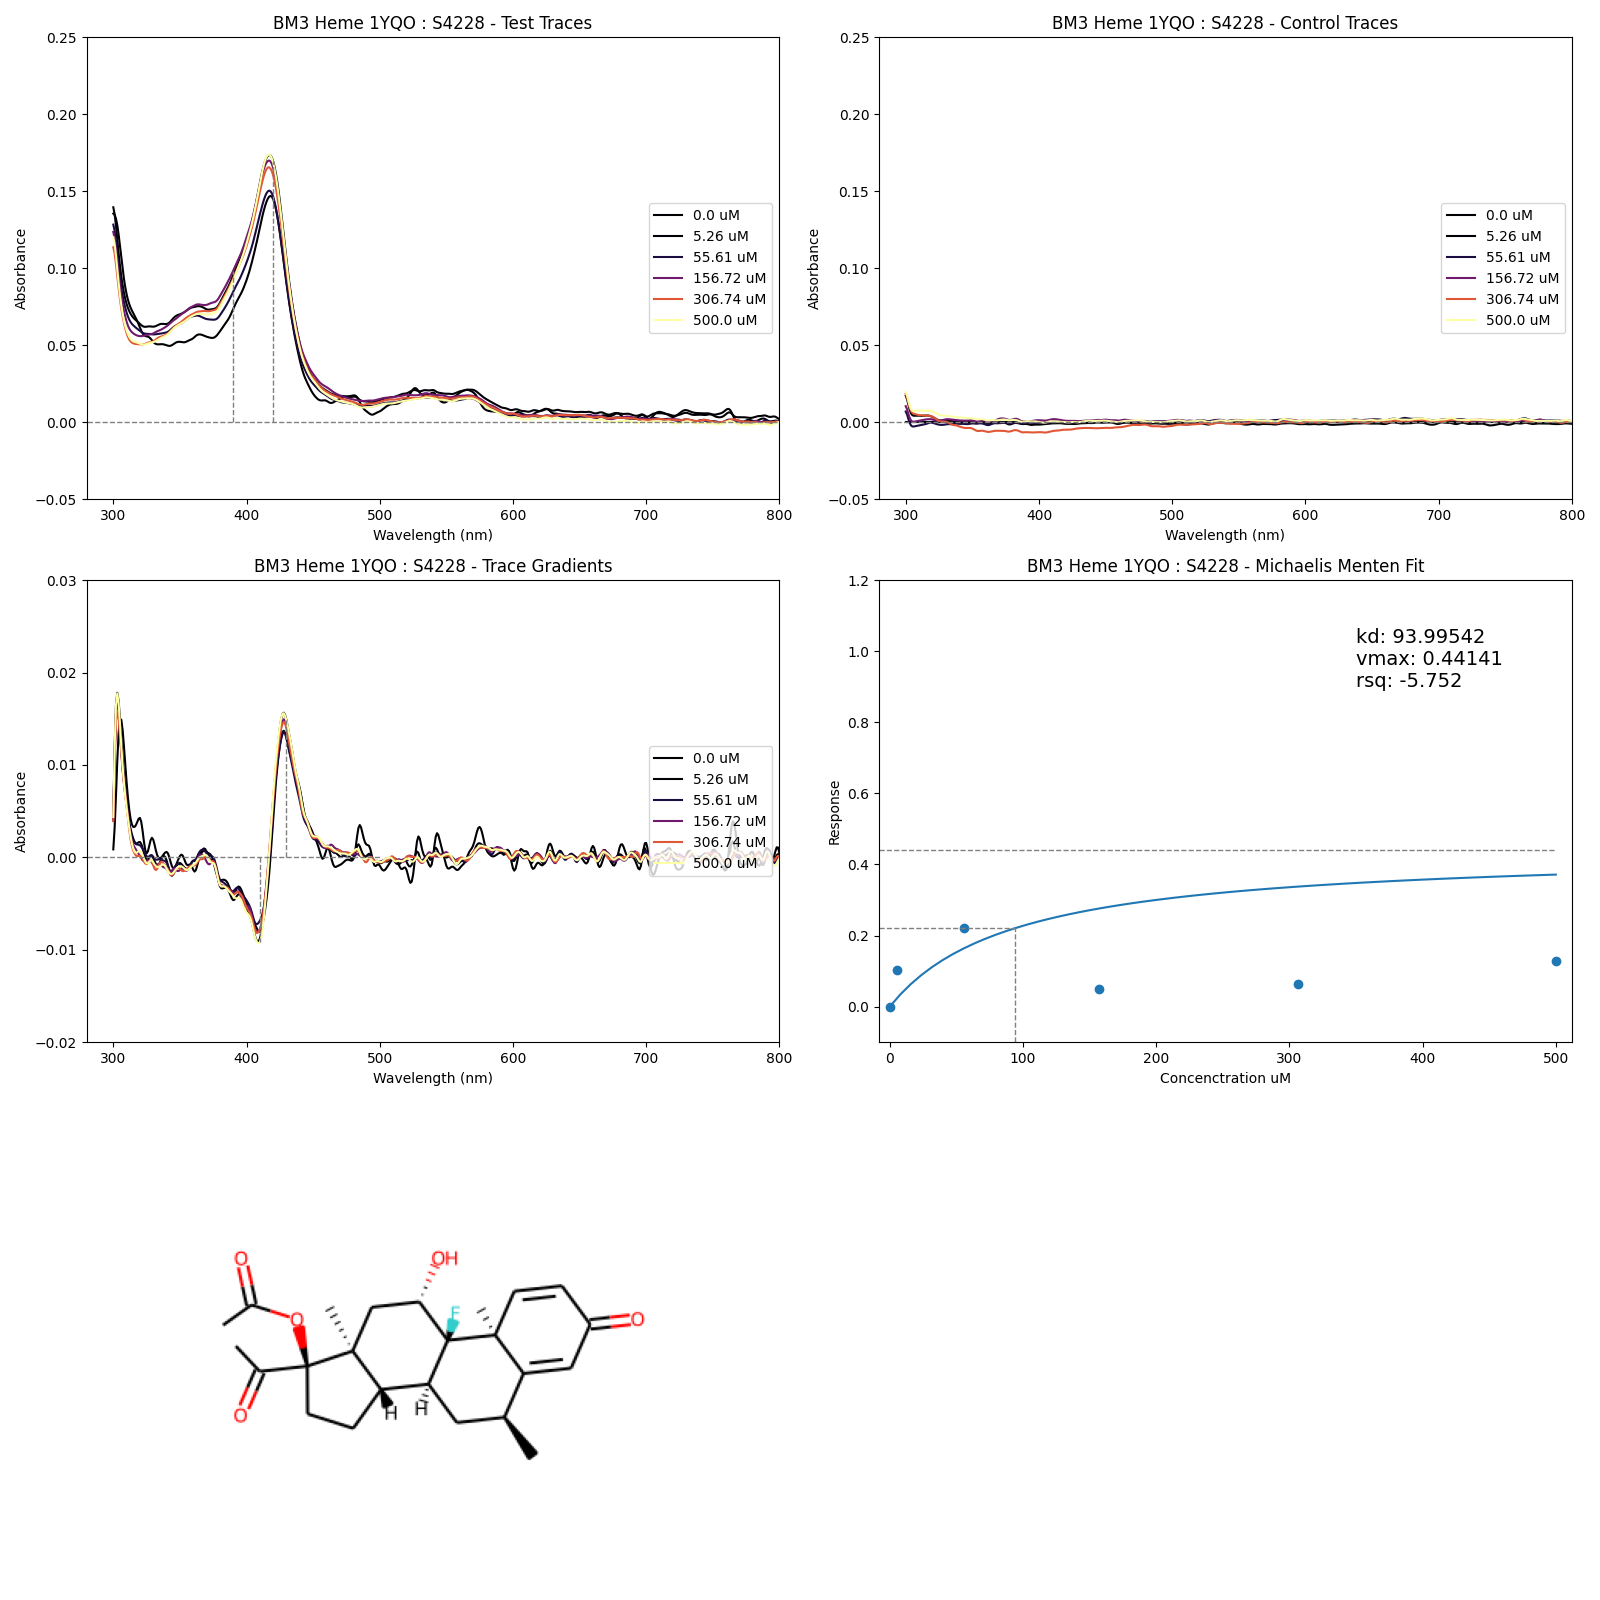 BM3 Heme 1YQO : S4228 - Test Traces
0.25
0.20
0.15
0.10
0.05
0.00
−0.05
Absorbance
300
400
500
600
700
800
Wavelength (nm)
0.0 uM
5.26 uM
55.61 uM
156.72 uM
306.74 uM
500.0 uM
BM3 Heme 1YQO : S4228 - Control Traces
0.25
0.20
0.15
0.10
0.05
0.00
−0.05
Absorbance
300
400
500
600
700
800
Wavelength (nm)
0.0 uM
5.26 uM
55.61 uM
156.72 uM
306.74 uM
500.0 uM
BM3 Heme 1YQO : S4228 - Trace Gradients
0.03
0.02
0.01
0.00
−0.01
−0.02
Absorbance
300
400
500
600
700
800
Wavelength (nm)
0.0 uM
5.26 uM
55.61 uM
156.72 uM
306.74 uM
500.0 uM
BM3 Heme 1YQO : S4228 - Michaelis Menten Fit
1.2
1.0
0.8
0.6
0.4
0.2
0.0
Response
kd: 93.99542
vmax: 0.44141
rsq: -5.752
0
100
200
300
400
500
Concenctration uM
O
OH
O
F
O
O
H
H